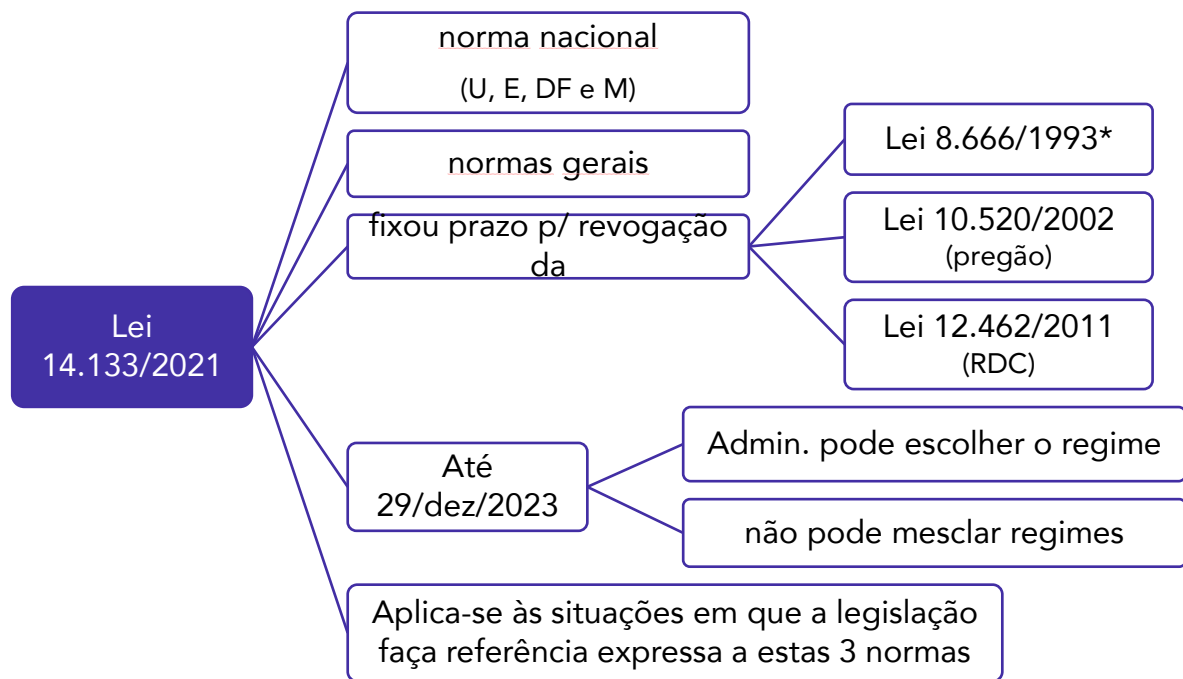 Lei
14.133/2021
norma nacional
(U, E, DF e M)
normas gerais
fixou prazo p/ revogação
da
Lei 8.666/1993*
Lei 10.520/2002
(pregão)
Lei 12.462/2011
(RDC)
Até
29/dez/2023
Admin. pode escolher o regime
não pode mesclar regimes
Aplica-se às situações em que a legislação
faça referência expressa a estas 3 normas